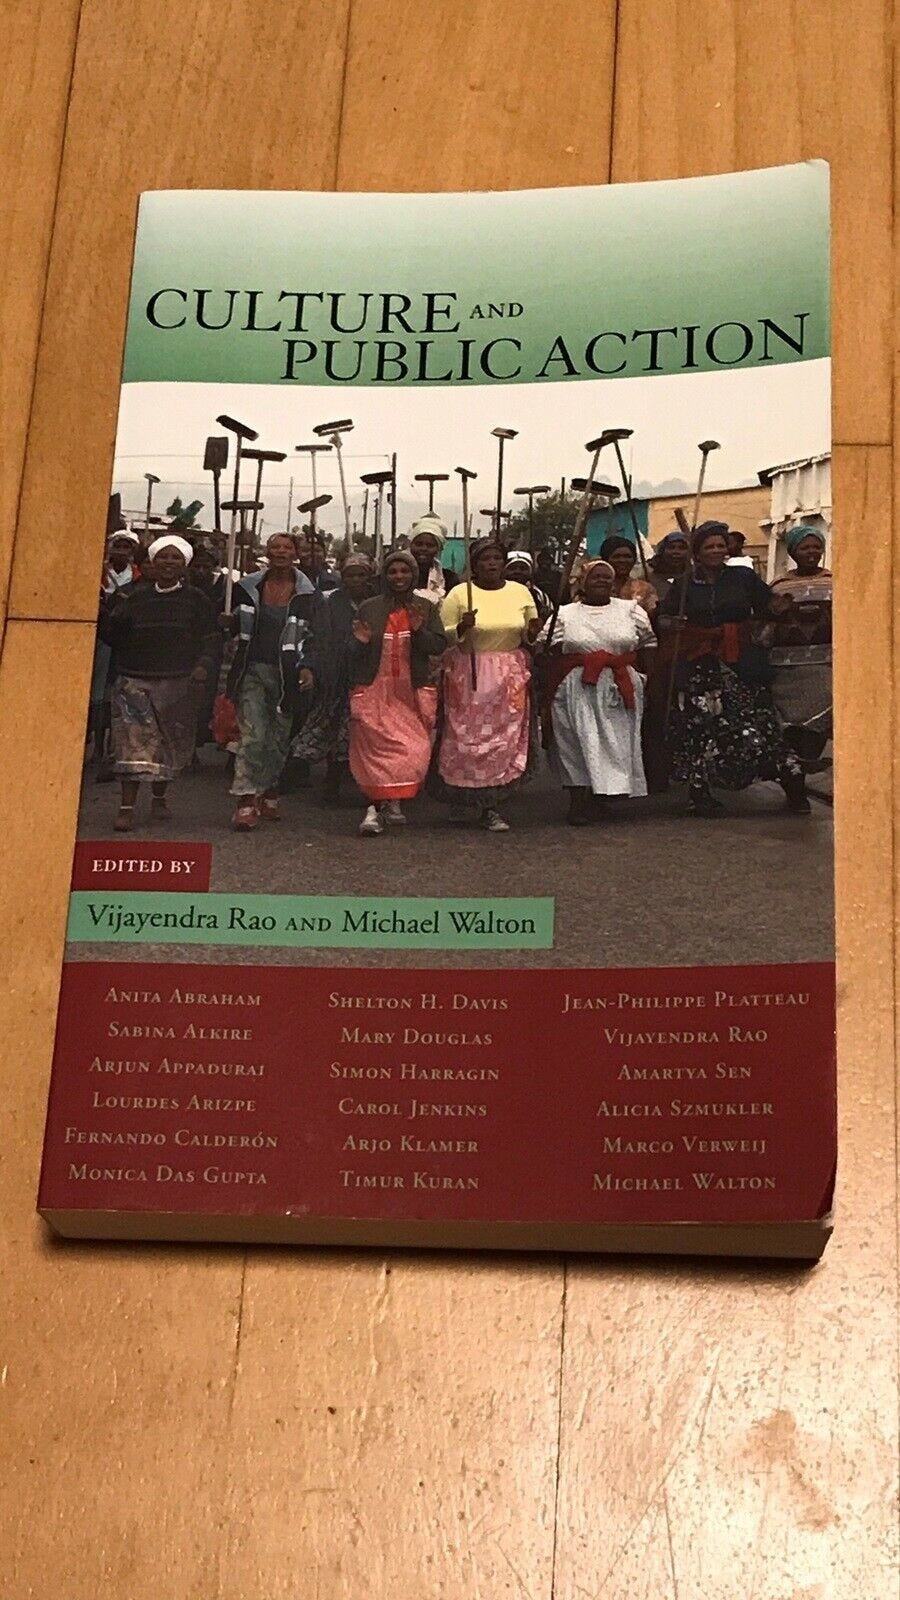 CULTURE AND
PUBLIC ACTION
EDITED BY
Vijayendra Rao AND Michael Walton
ANITA ABRAHAM
SABINA ALKIRE
ARJUN APPADURAI
LOURDES ARIZPE
FERNANDO CALDERÓN
MONICA DAS GUPTA
SHELTON H. DAVIS
MARY DOUGLAS
SIMON HARRAGIN
CAROL JENKINS
ARJO KLAMER
TIMUR KURAN
JEAN-PHILIPPE PLATTEAU
VIJAYENDRA RAO
AMARTYA SEN
ALICIA SZMUKLER
MARCO VERWEIJ
MICHAEL WALTON